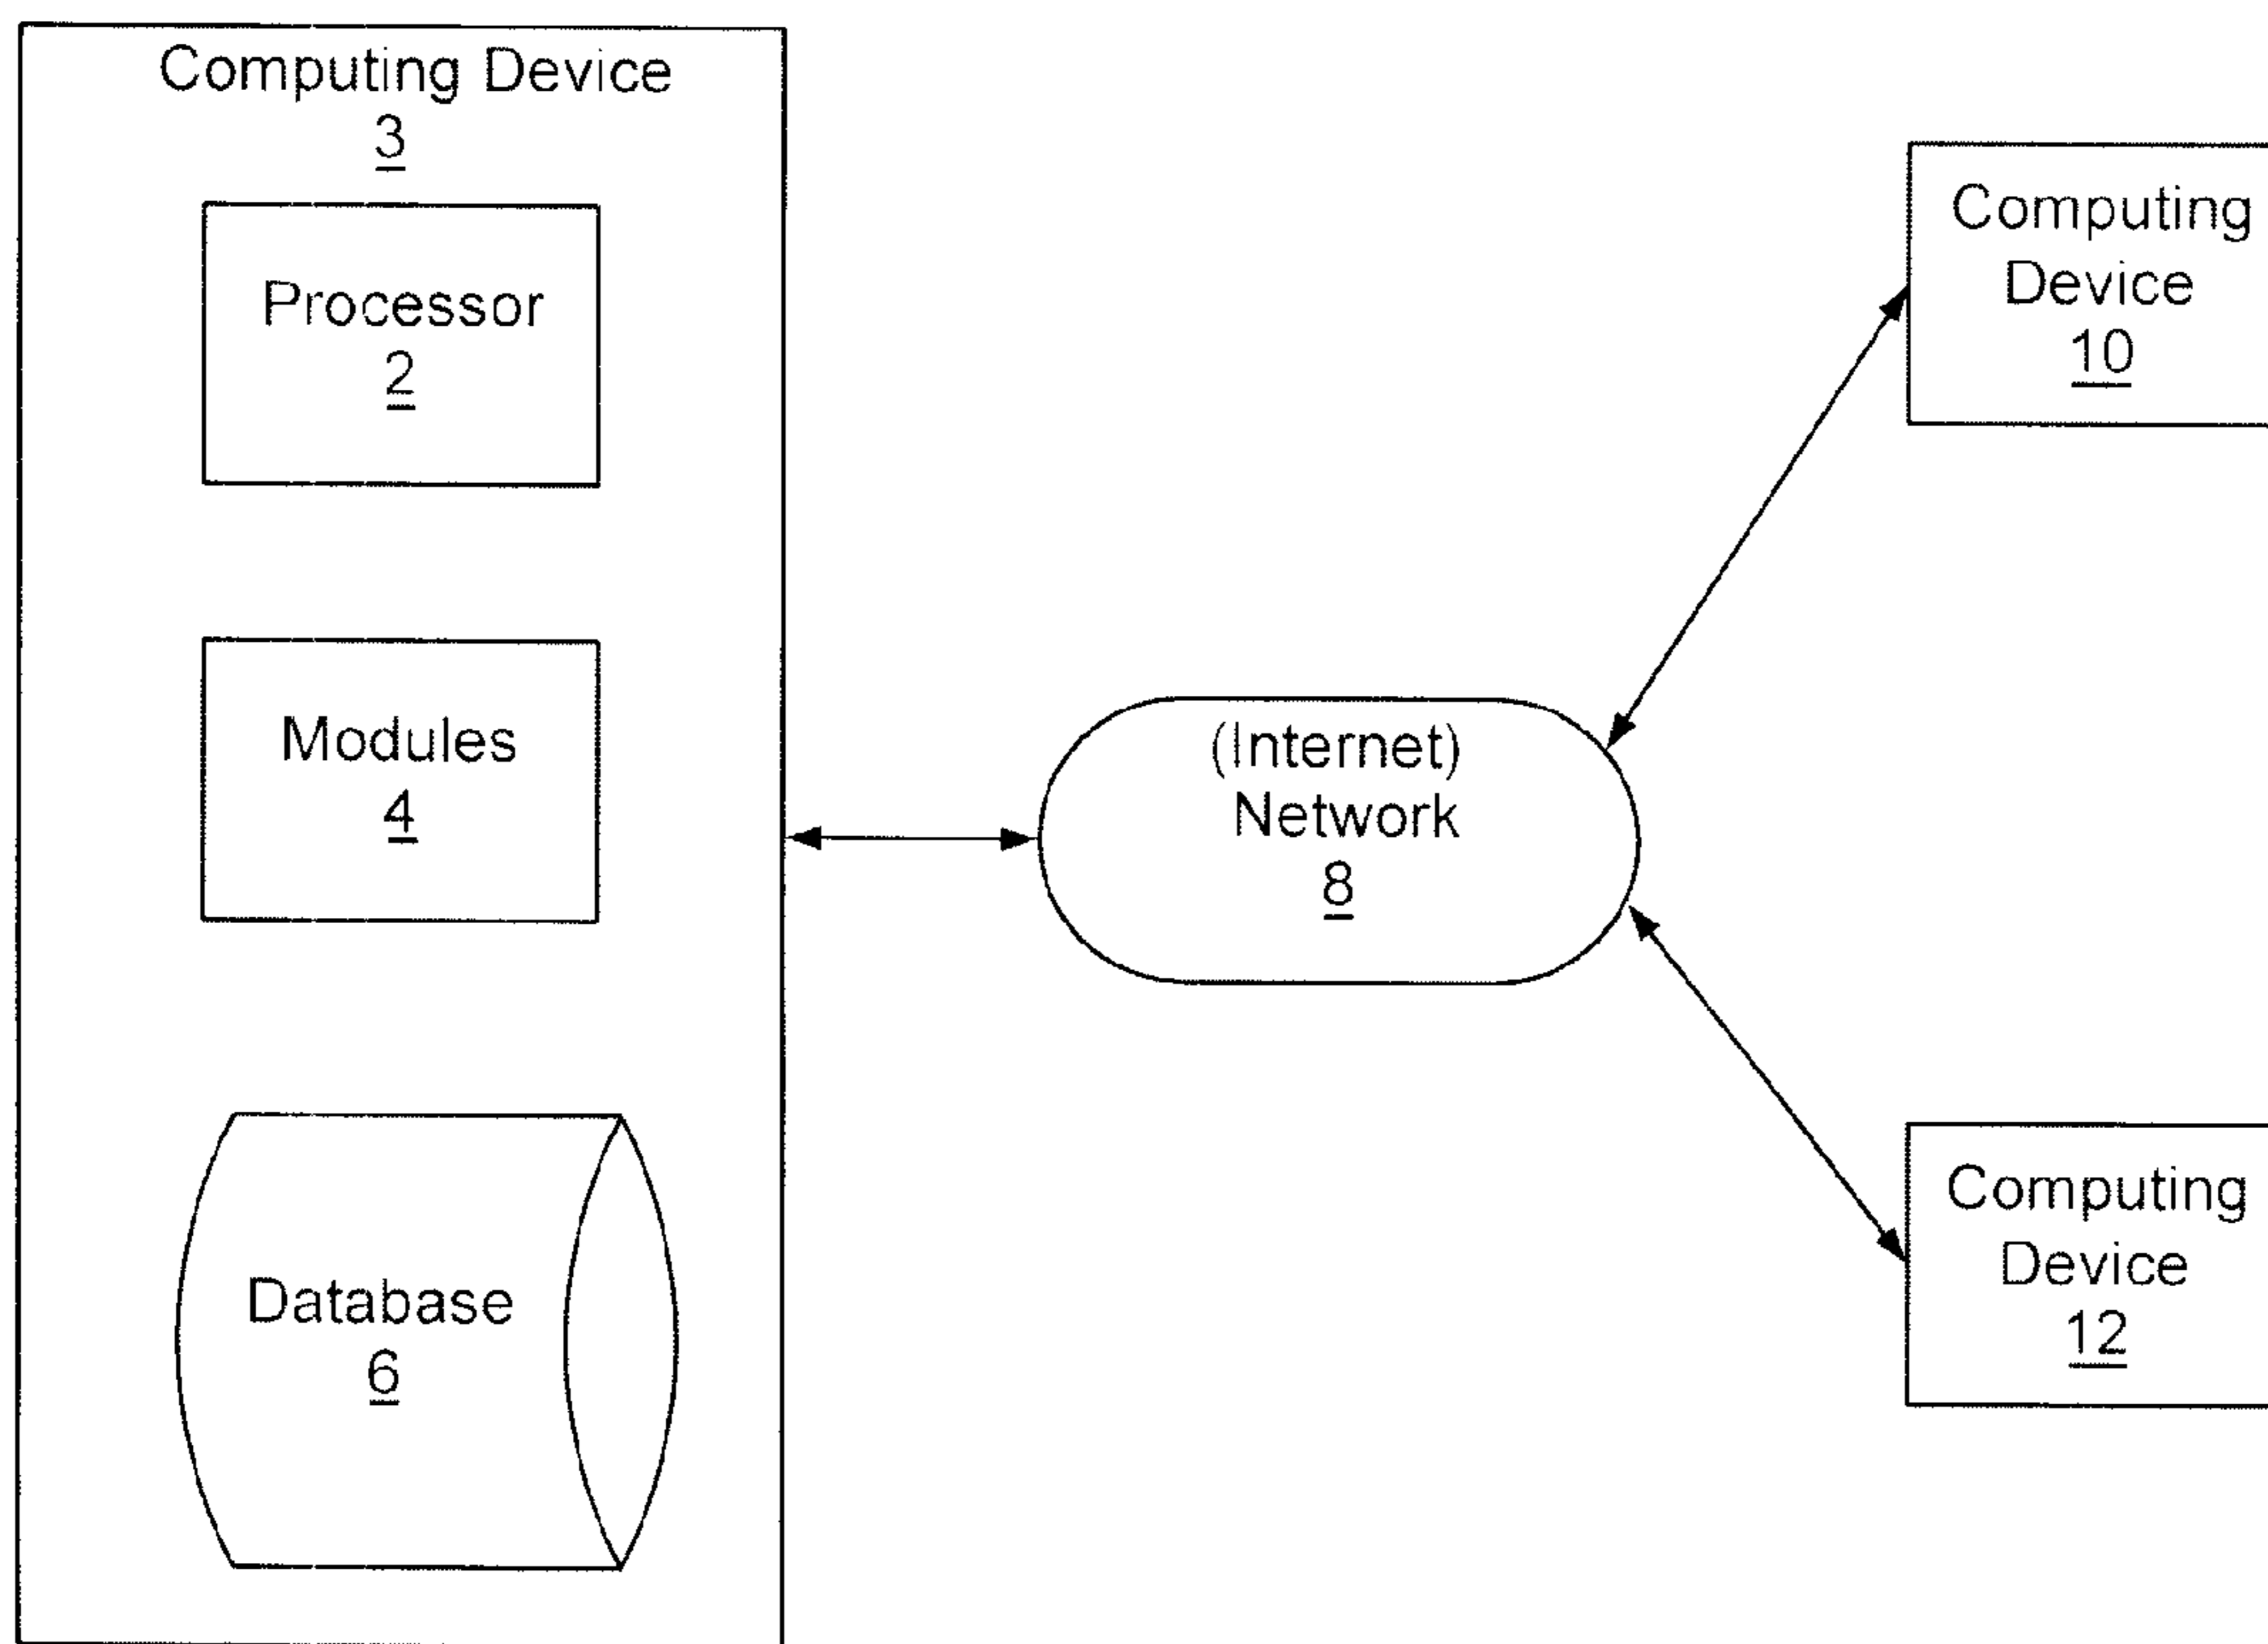 Computing Device
3
Processor
2
Modules
4
Database
6
(Internet)
Network
8
Computing
Device
10
Computing
Device
12